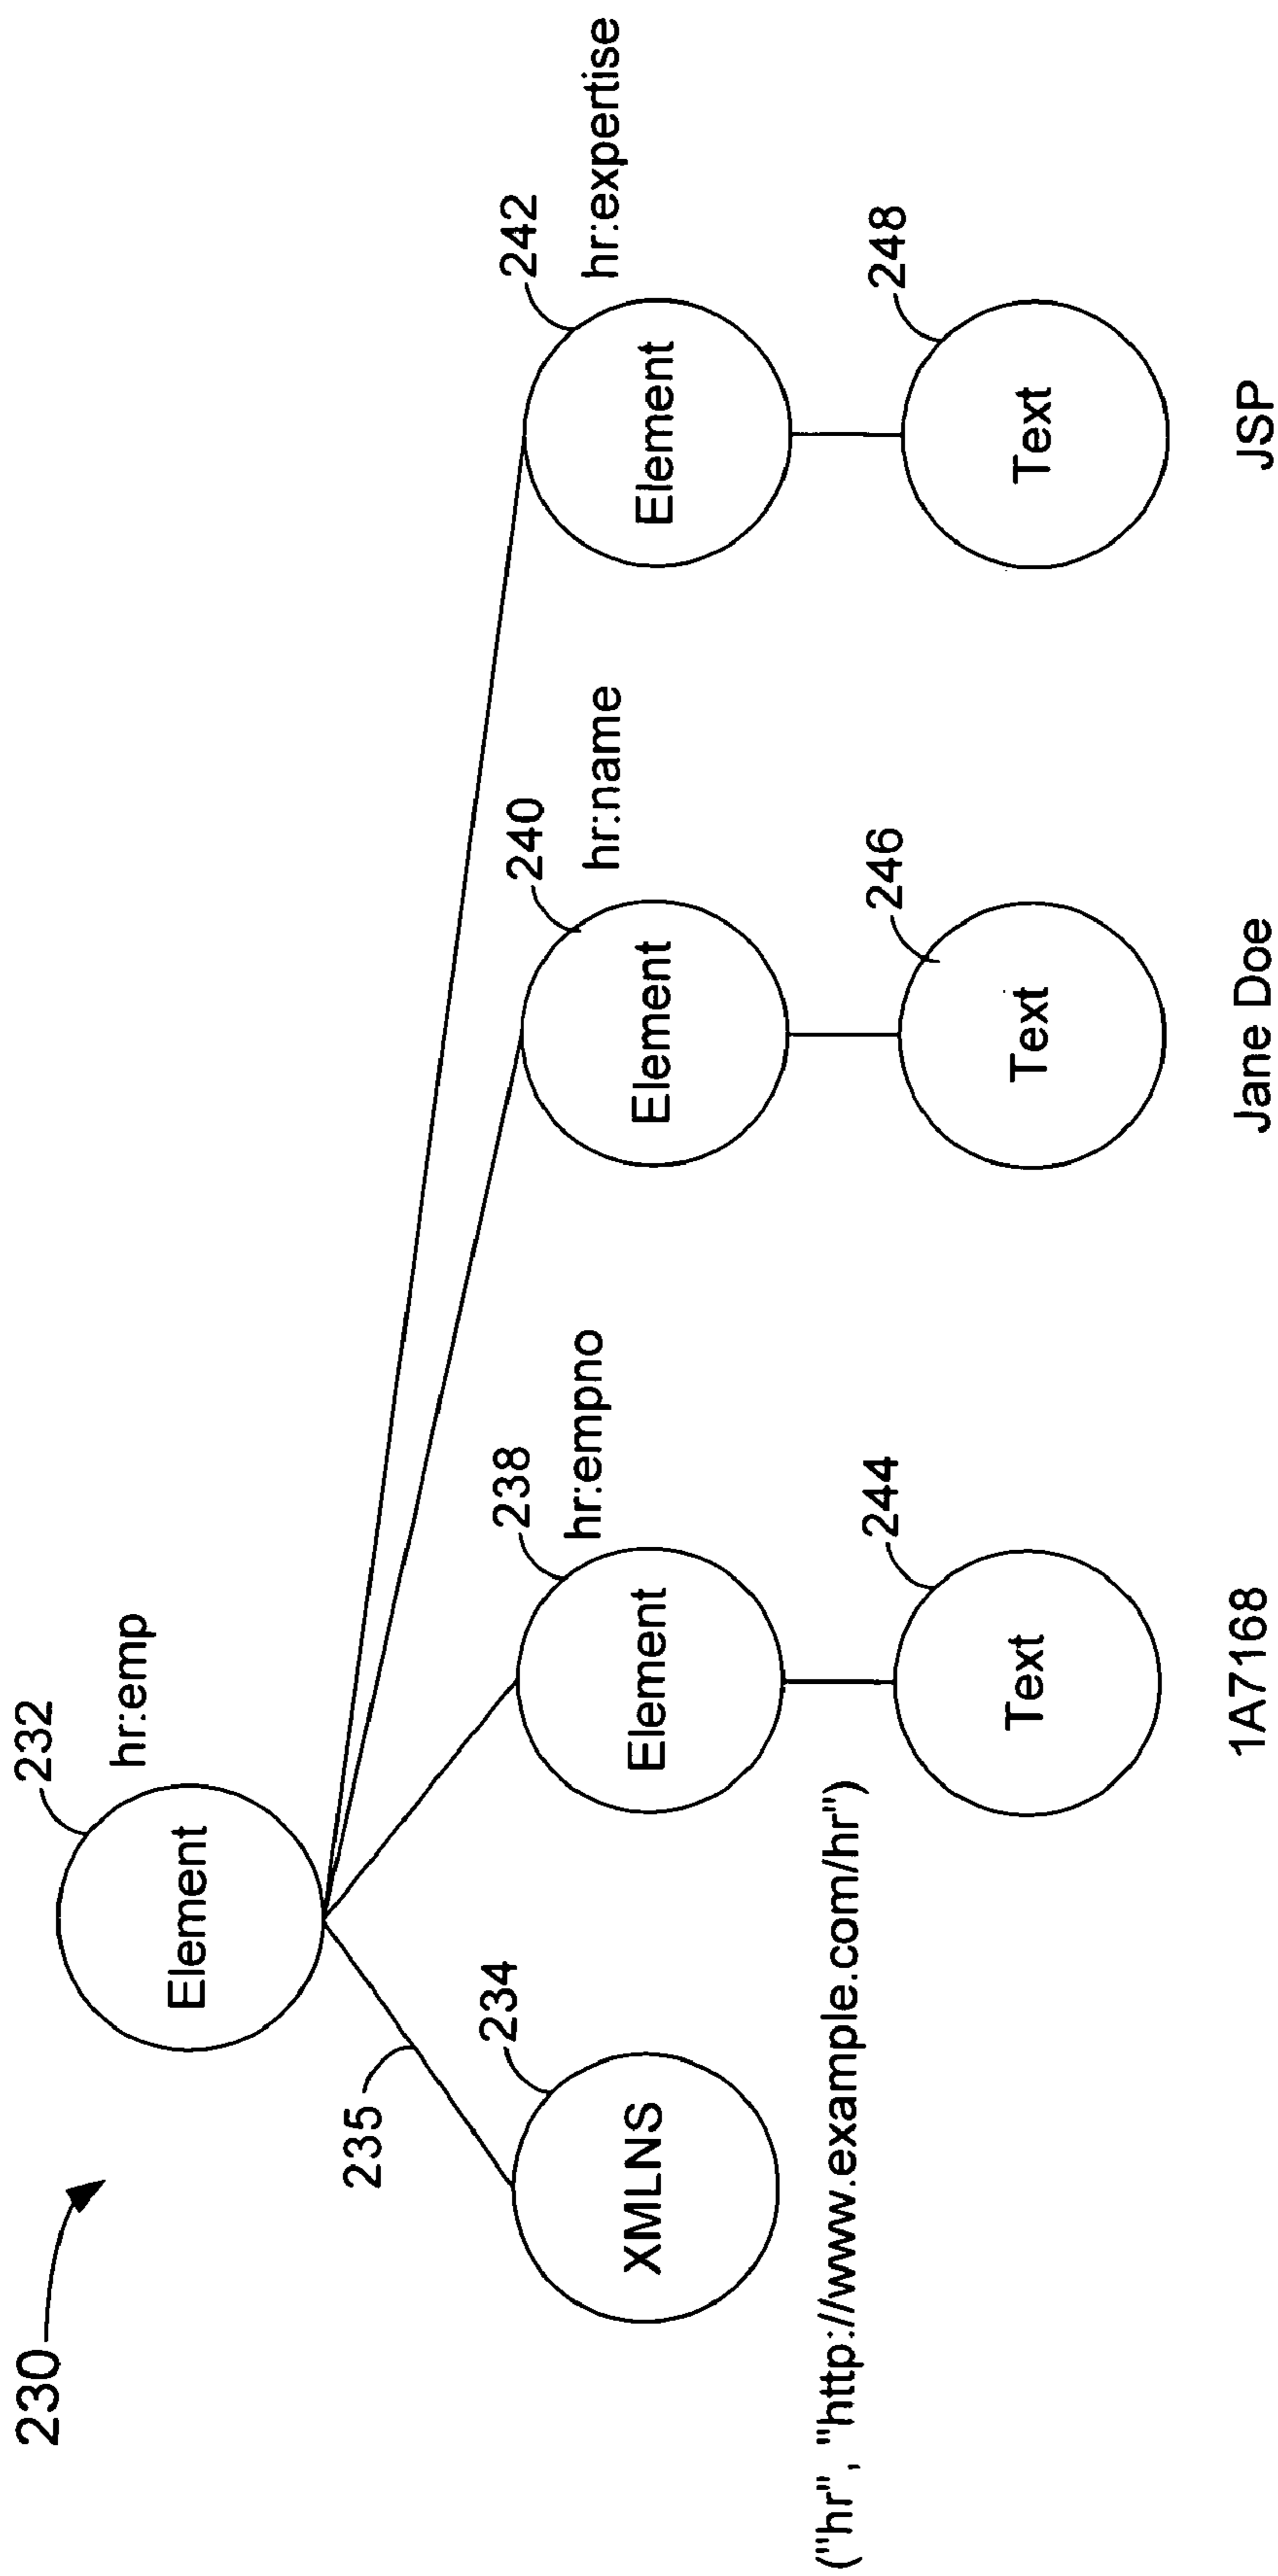 230
232
hr:emp
Element
235
234
XMLNS
("hr", "http://www.example.com/hr")
238
hr:empno
Element
244
Text
1A7168
240
hr:name
Element
246
Text
Jane Doe
242
hr:expertise
Element
248
Text
JSP